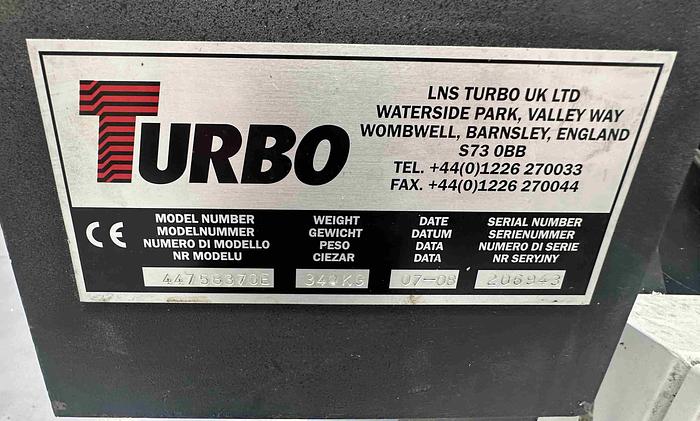 TURBO
LNS TURBO UK LTD
WATERSIDE PARK, VALLEY WAY
WOMBWELL, BARNSLEY, ENGLAND
S73 0BB
TEL. +44(0)1226 270033
FAX. +44(0)1226 270044
CE
MODEL NUMBER
MODELNUMMER
NUMERO DI MODELLO
NR MODELU
44758370E
WEIGHT
GEWICHT
PESO
CIEZAR
340KG
DATE
DATUM
DATA
DATA
07-08
SERIAL NUMBER
SERIENUMMER
NUMERO DI SERIE
NR SERYJNY
206943